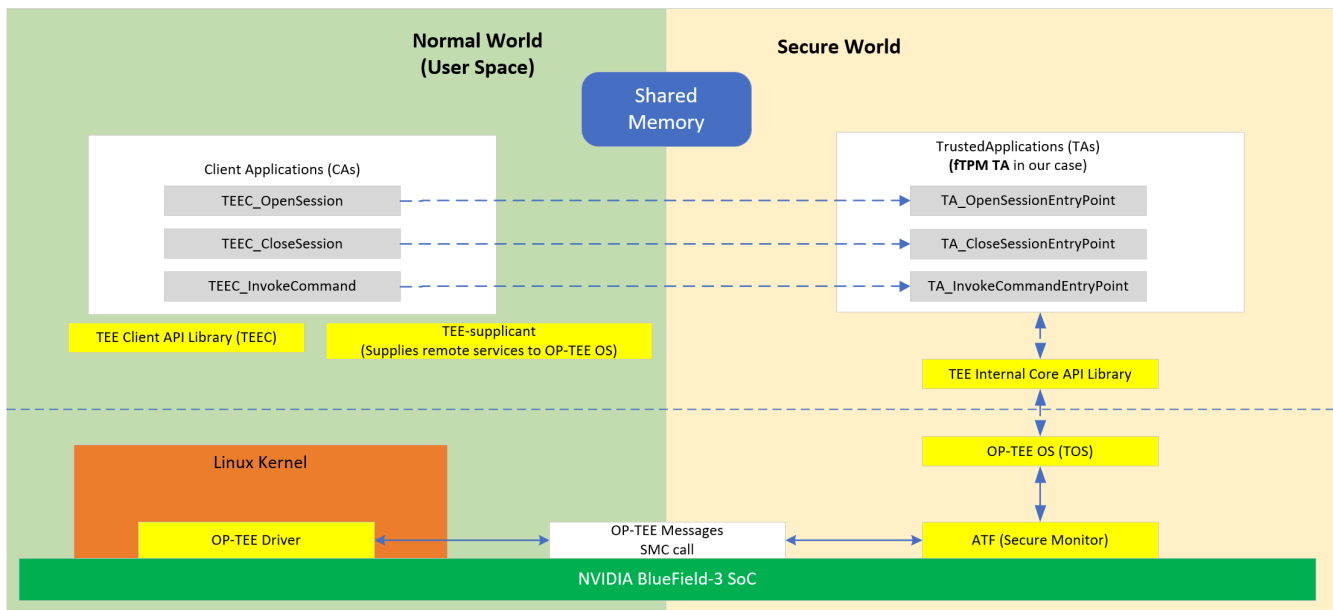 Normal World
(User Space)
Secure World
Shared
Memory
Client Applications (CAs)
TEEC_OpenSession
TEEC_CloseSession
TEEC_InvokeCommand
TrustedApplications (TAs)
(fTPM TA in our case)
TA_OpenSessionEntryPoint
TA_CloseSessionEntryPoint
TA_InvokeCommandEntryPoint
TEE Client API Library (TEEC)
TEE-supplicant
(Supplies remote services to OP-TEE OS)
TEE Internal Core API Library
Linux Kernel
OP-TEE OS (TOS)
OP-TEE Driver
OP-TEE Messages
SMC call
ATF (Secure Monitor)
NVIDIA BlueField-3 SoC